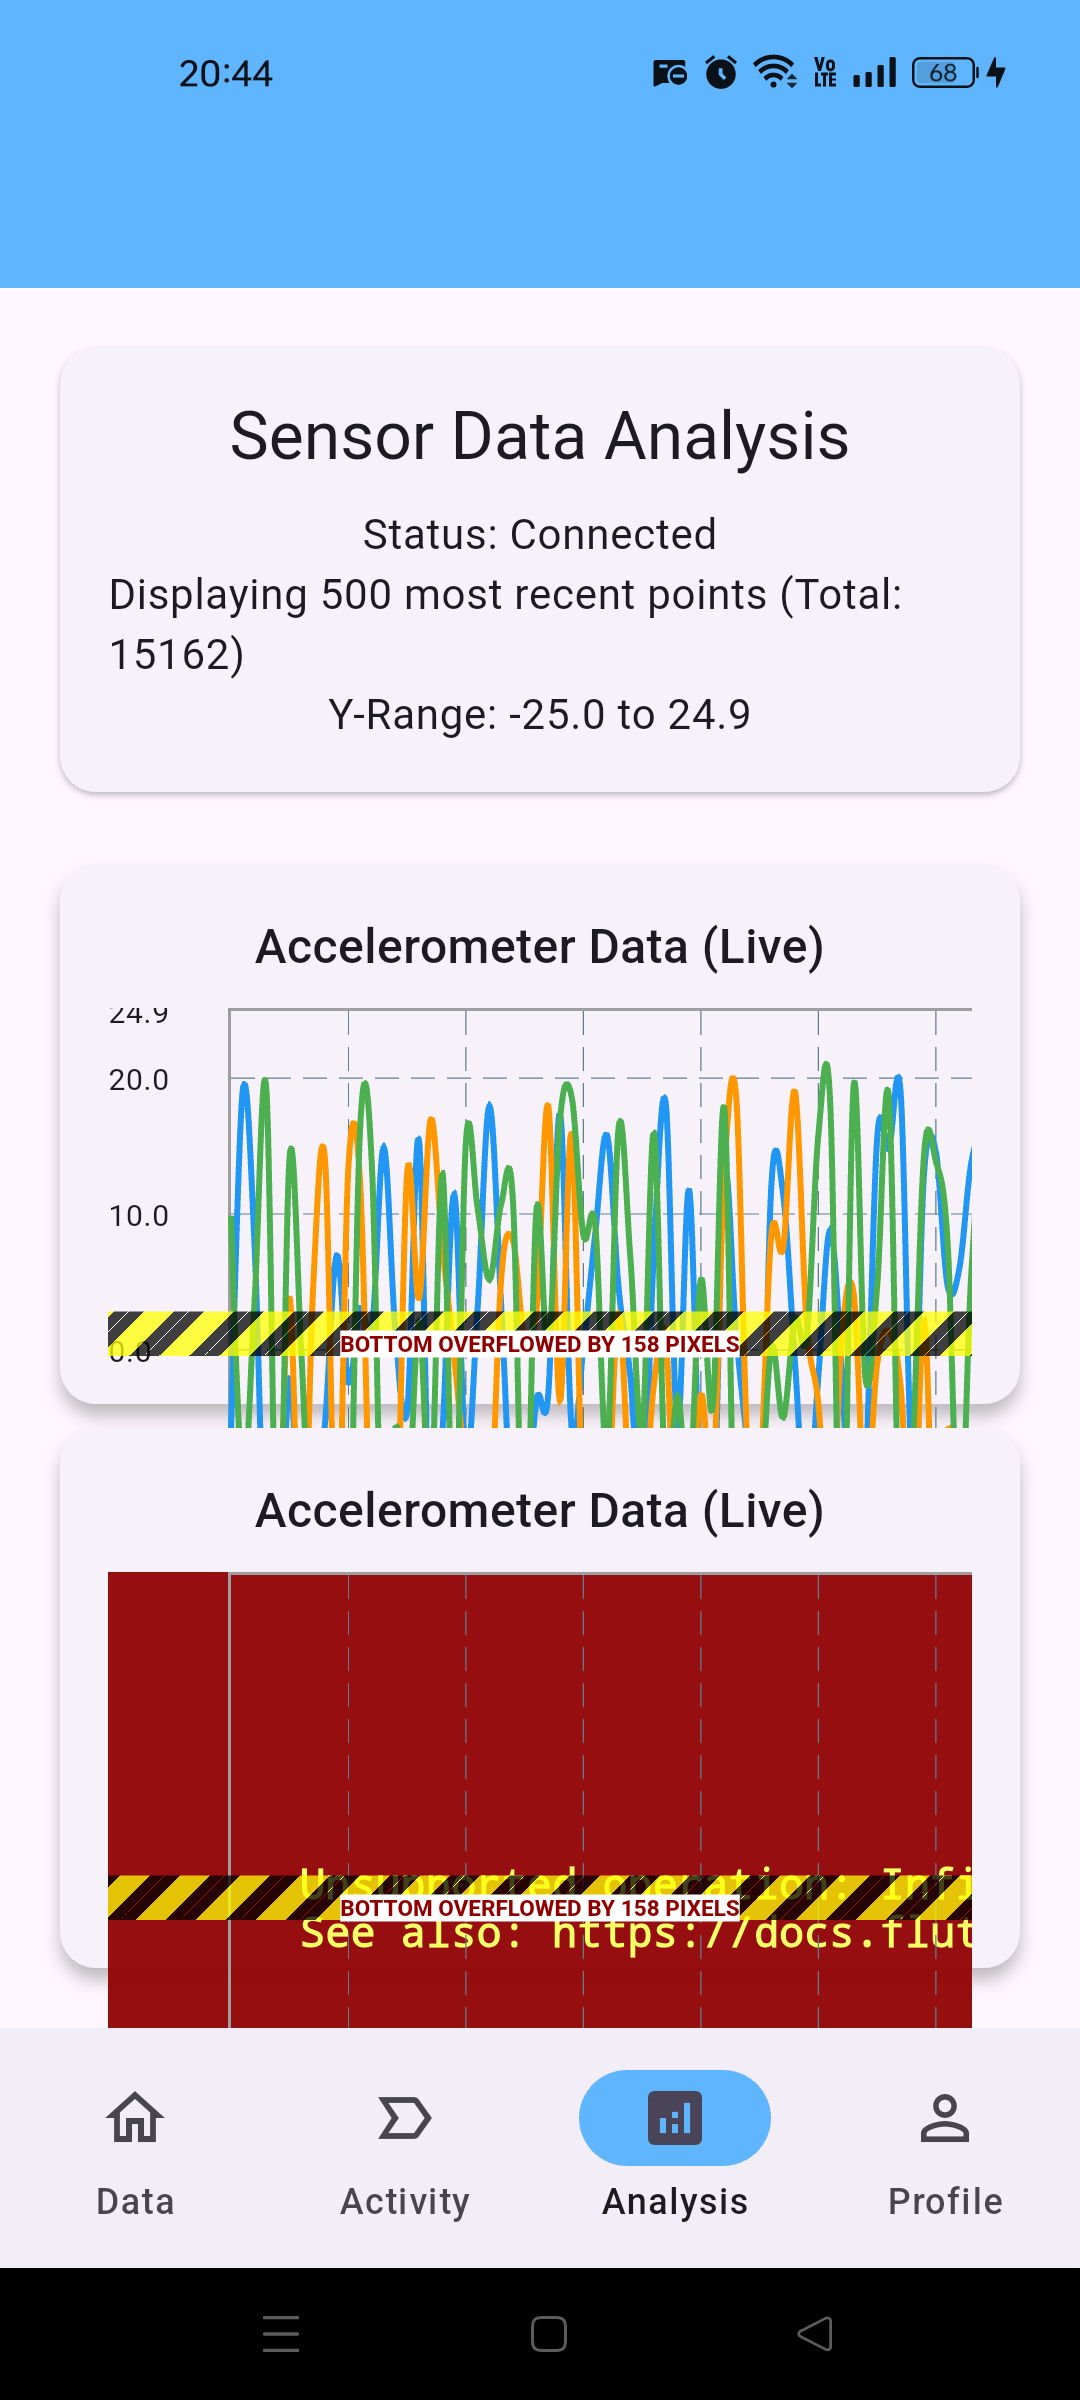 20:44
Vo
LTE
68
Sensor Data Analysis
Status: Connected
Displaying 500 most recent points (Total:
15162)
Y-Range: -25.0 to 24.9
Accelerometer Data (Live)
24.9
20.0
10.0
BOTTOM OVERFLOWED BY 158 PIXELS
0.0
Accelerometer Data (Live)
Unsupported operation: Infi
BOTTOM OVERFLOWED BY 158 PIXELS
See also: https://docs.flut
Data
Activity
Analysis
Profile